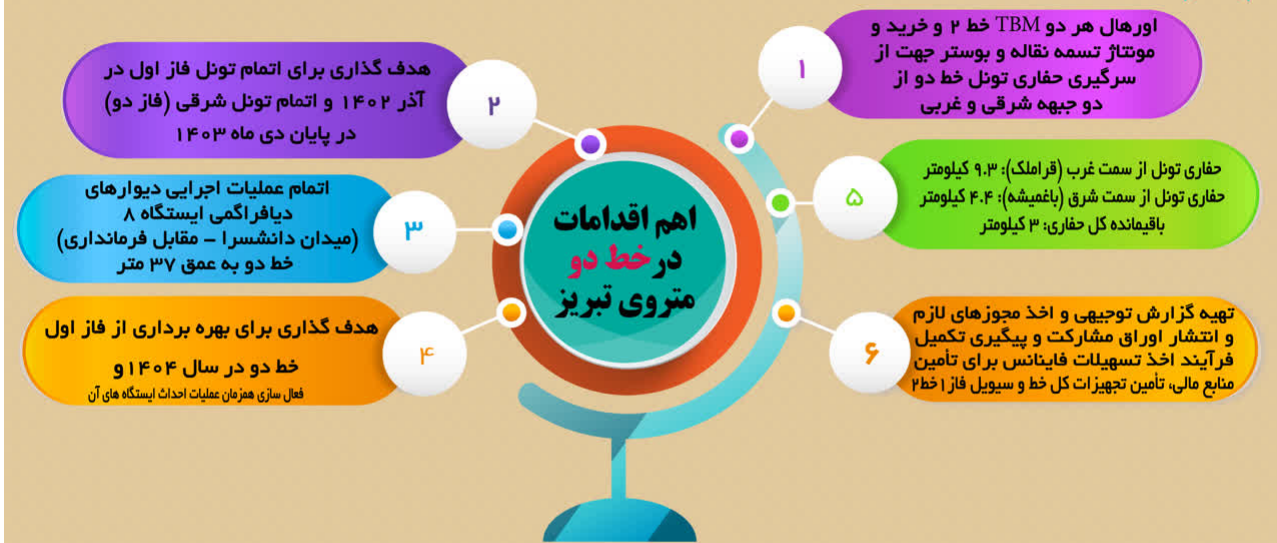 اهم اقدامات
در خط دو
متروی تبریز
۱
اورهال هر دو TBM خط ۲ و خرید و
مونتاژ تسمه نقاله و بوستر جهت از
سرگیری حفاری تونل خط دو از
دو جبهه شرقی و غربی
۲
هدف گذاری برای اتمام تونل فاز اول در
آذر ۱۴۰۲ و اتمام تونل شرقی (فاز دو)
در پایان دی ماه ۱۴۰۳
۳
اتمام عملیات اجرایی دیوارهای
دیافراگمی ایستگاه ۸
(میدان دانشسرا – مقابل فرمانداری)
خط دو به عمق ۳۷ متر
۴
هدف گذاری برای بهره برداری از فاز اول
خط دو در سال ۱۴۰۴ و
فعال سازی همزمان عملیات احداث ایستگاه های آن
۵
حفاری تونل از سمت غرب (قراملک): ۹.۳ کیلومتر
حفاری تونل از سمت شرق (باغمیشه): ۴.۴ کیلومتر
باقیمانده کل حفاری: ۳ کیلومتر
۶
تهیه گزارش توجیهی و اخذ مجوزهای لازم
و انتشار اوراق مشارکت و پیگیری تکمیل
فرآیند اخذ تسهیلات فاینانس برای تأمین
منابع مالی، تأمین تجهیزات کل خط و سیویل فاز۱خط۲